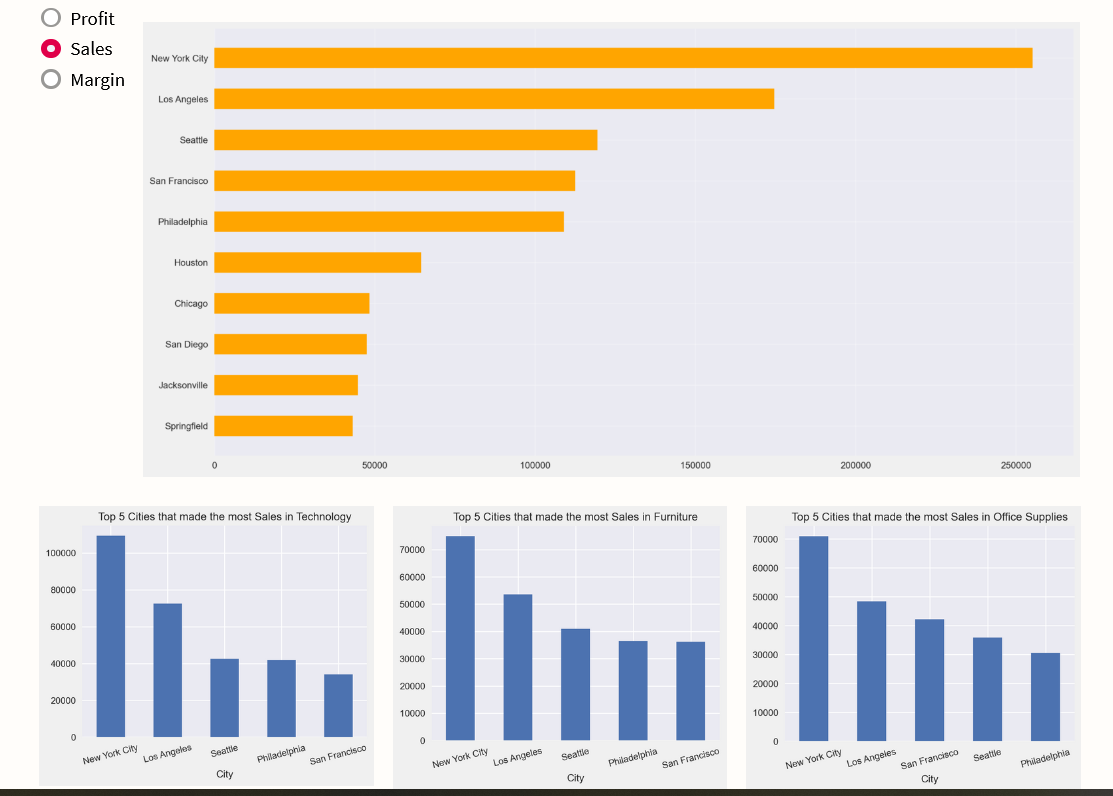 Profit
Sales
Margin
New York City
Los Angeles
Seattle
San Francisco
Philadelphia
Houston
Chicago
San Diego
Jacksonville
Springfield
0 50000 100000 150000 200000 250000
Top 5 Cities that made the most Sales in Technology
100000
80000
60000
40000
20000
0
New York City Los Angeles Seattle Philadelphia San Francisco
City
Top 5 Cities that made the most Sales in Furniture
70000
60000
50000
40000
30000
20000
10000
0
New York City Los Angeles Seattle Philadelphia San Francisco
City
Top 5 Cities that made the most Sales in Office Supplies
70000
60000
50000
40000
30000
20000
10000
0
New York City Los Angeles San Francisco Seattle Philadelphia
City